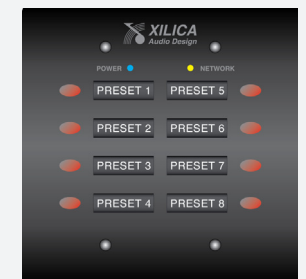 XILICA
Audio Design
POWER NETWORK
PRESET 1 PRESET 5
PRESET 2 PRESET 6
PRESET 3 PRESET 7
PRESET 4 PRESET 8